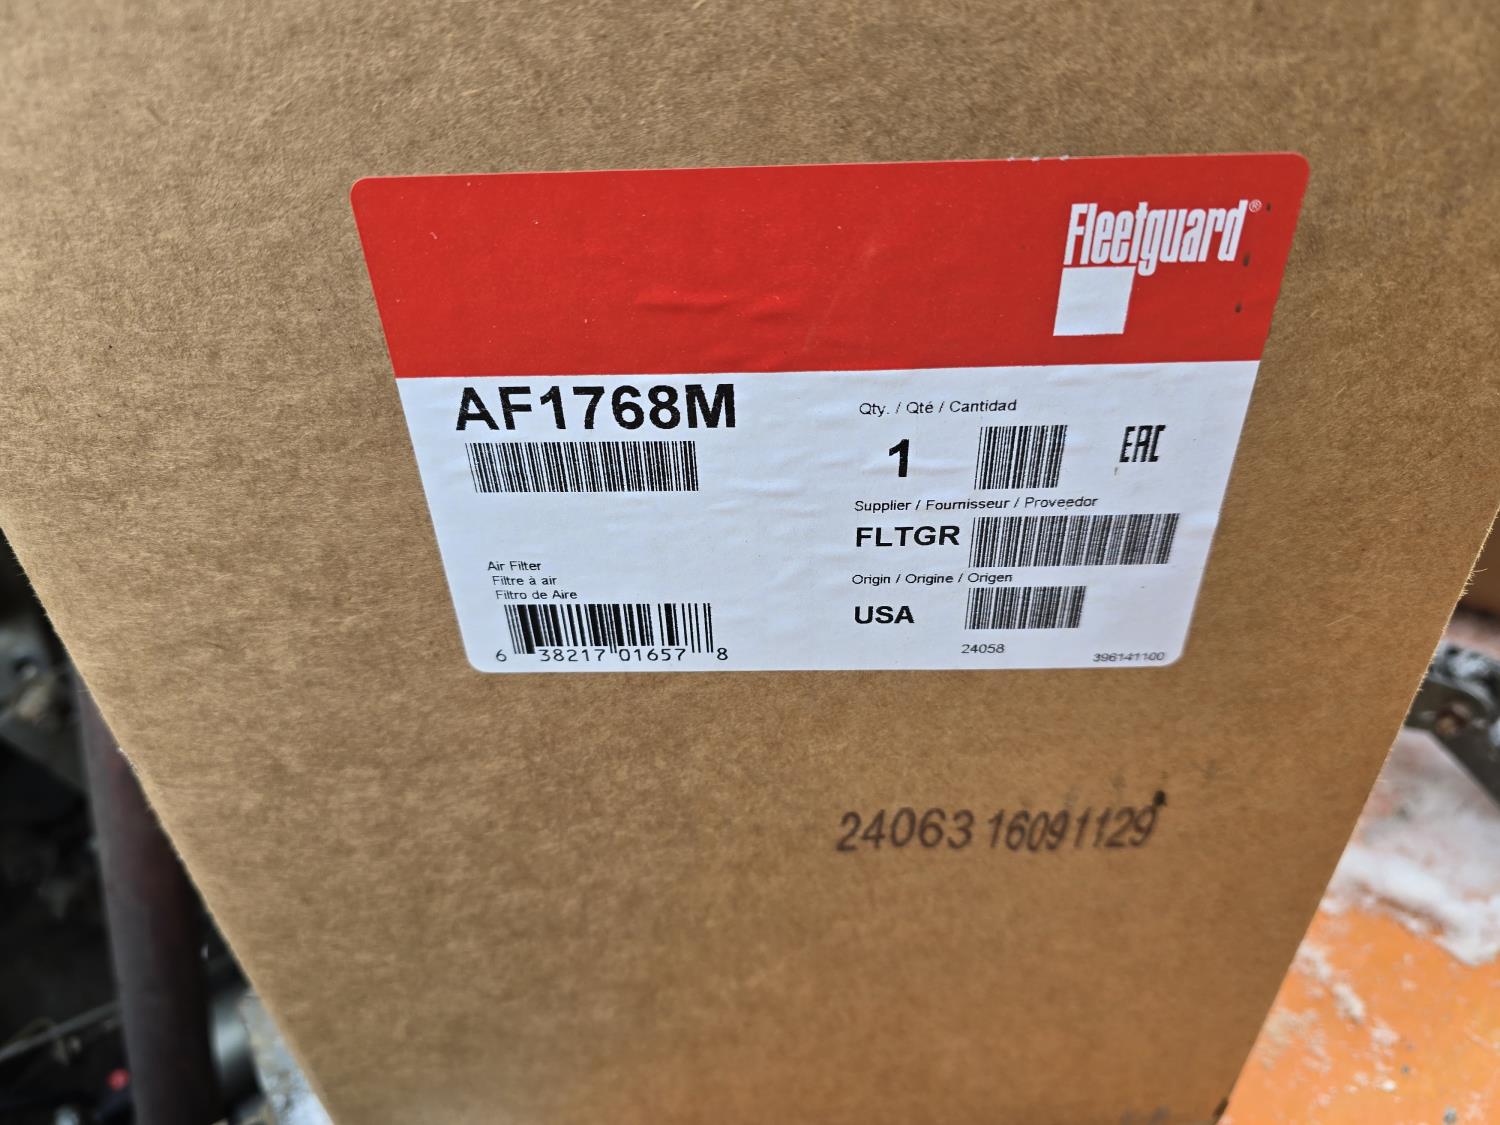 Fleetguard®
AF1768M
Qty. / Qté / Cantidad
1
EAC
Supplier / Fournisseur / Proveedor
FLTGR
Air Filter
Filtre à air
Filtro de Aire
Origin / Origine / Origen
USA
6 38217 01657 8
24058
396141100
24063 16091129